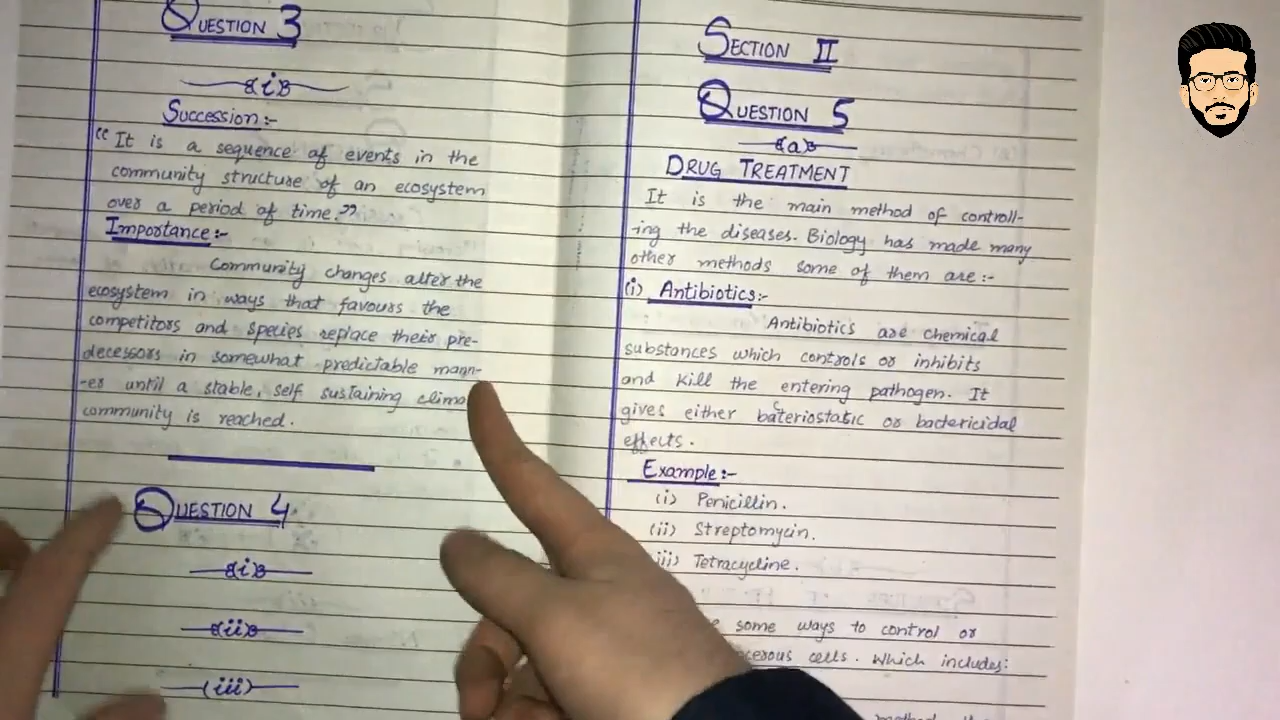 QUESTION 3
(i)
Succession:-
"It is a sequence of events in the
community structure of an ecosystem
over a period of time."
Importance:-
Community changes alter the
ecosystem in ways that favours the
competitors and species replace their pre-
decessors in somewhat predictable mann-
-er until a stable, self sustaining
community is reached.
QUESTION 4
(i)
(ii)
(iii)
SECTION II
QUESTION 5
(a)
DRUG TREATMENT
It is the main method of controll-
-ing the diseases. Biology has made many
other methods some of them are:-
(i) Antibiotics:-
Antibiotics are chemical
substances which controls or inhibits
and kill the entering pathogen. It
gives either bateriostatic or bactericidal
effects.
Example:-
(i) Penicillin.
(ii) Streptomycin.
(iii) Tetracycline.
some ways to control or
cells. Which includes: